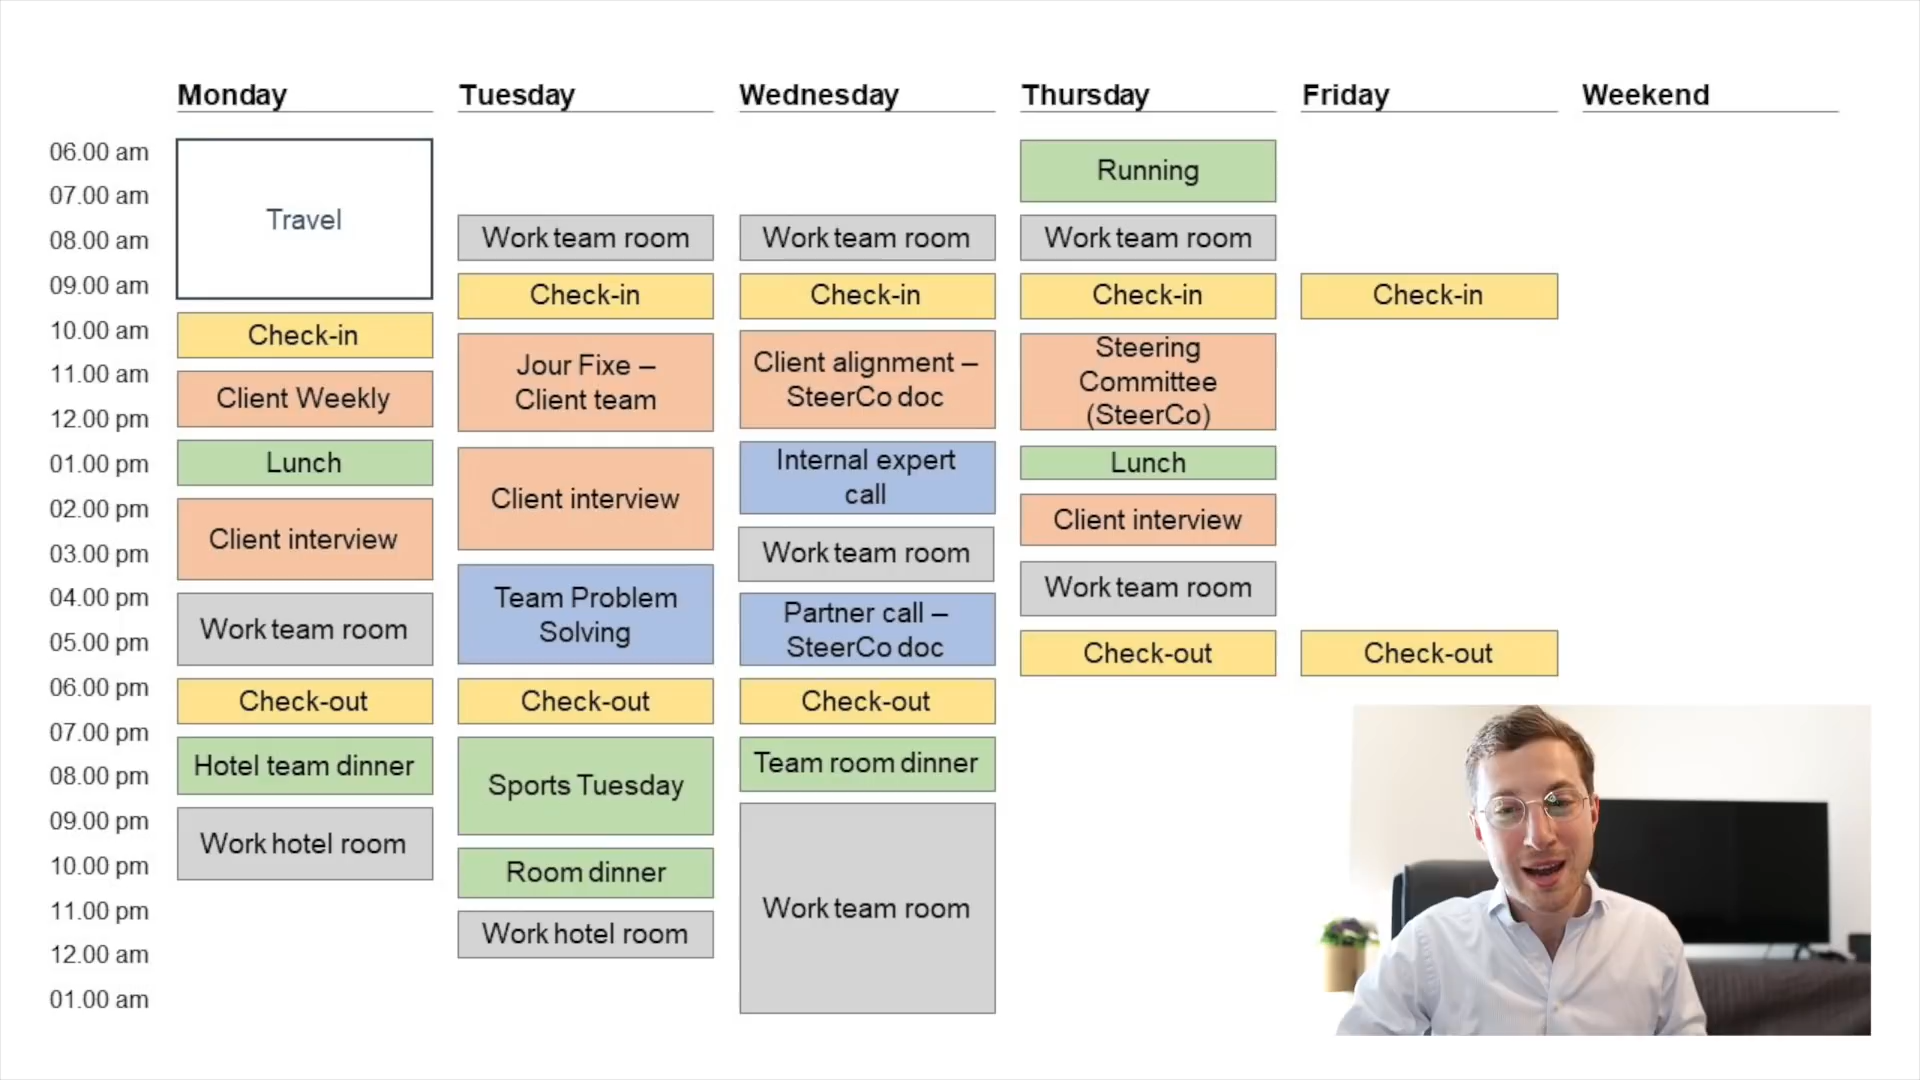 Monday
Tuesday
Wednesday
Thursday
Friday
Weekend
06.00 am
07.00 am
08.00 am
09.00 am
10.00 am
11.00 am
12.00 pm
01.00 pm
02.00 pm
03.00 pm
04.00 pm
05.00 pm
06.00 pm
07.00 pm
08.00 pm
09.00 pm
10.00 pm
11.00 pm
12.00 am
01.00 am
Travel
Check-in
Client Weekly
Lunch
Client interview
Work team room
Check-out
Hotel team dinner
Work hotel room
Work team room
Check-in
Jour Fixe –
Client team
Client interview
Team Problem
Solving
Check-out
Sports Tuesday
Room dinner
Work hotel room
Work team room
Check-in
Client alignment –
SteerCo doc
Internal expert
call
Work team room
Partner call –
SteerCo doc
Check-out
Team room dinner
Work team room
Running
Work team room
Check-in
Steering
Committee
(SteerCo)
Lunch
Client interview
Work team room
Check-out
Check-in
Check-out